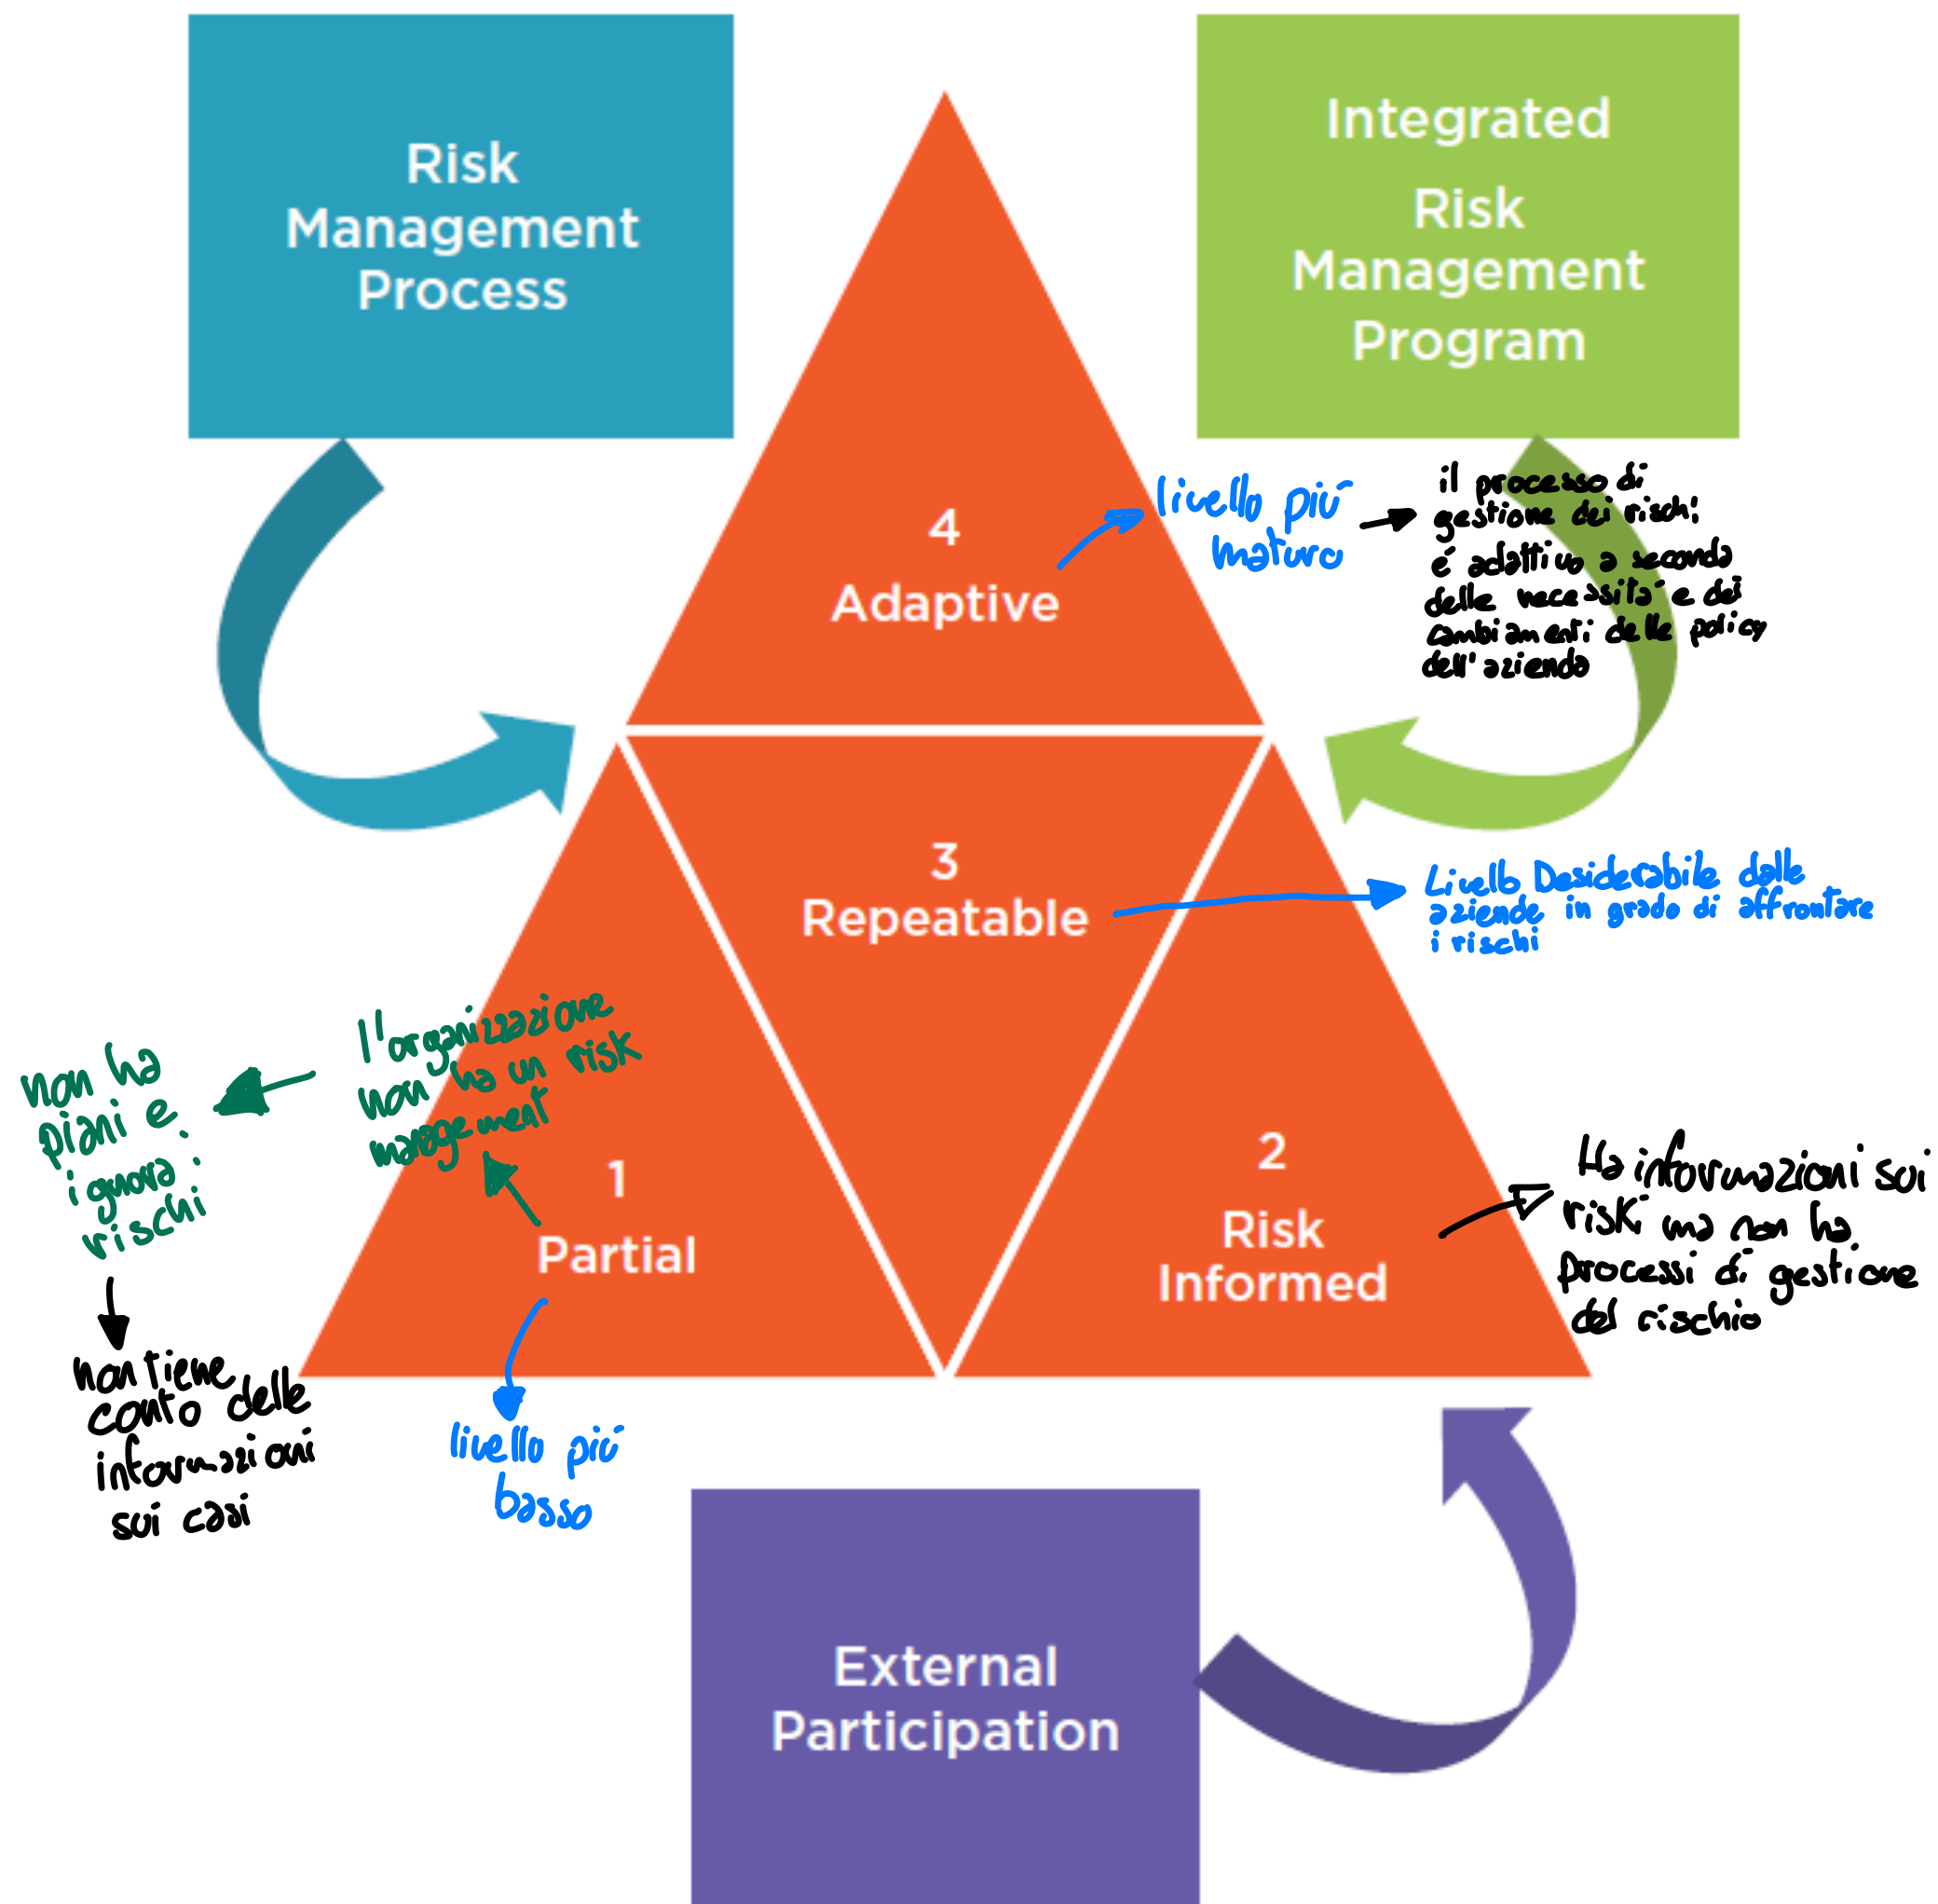 Risk
Management
Process
Integrated
Risk
Management
Program
4
Adaptive
livello più
maturo
il processo di
gestione dei rischi
é adattivo a seconda
delle necessità e dei
cambiamenti delle policy
dell'azienda
3
Repeatable
Livello Desiderabile dalle
aziende in grado di affrontare
i rischi
l'organizzazione
non ha un risk
mangement
non ha
piani e
ignora i
rischi
1
Partial
2
Risk
Informed
Ha informazioni sui
riski ma non ha
processi di gestione
del rischio
non tiene
conto delle
informazioni
sui casi
livello più
basso
External
Participation